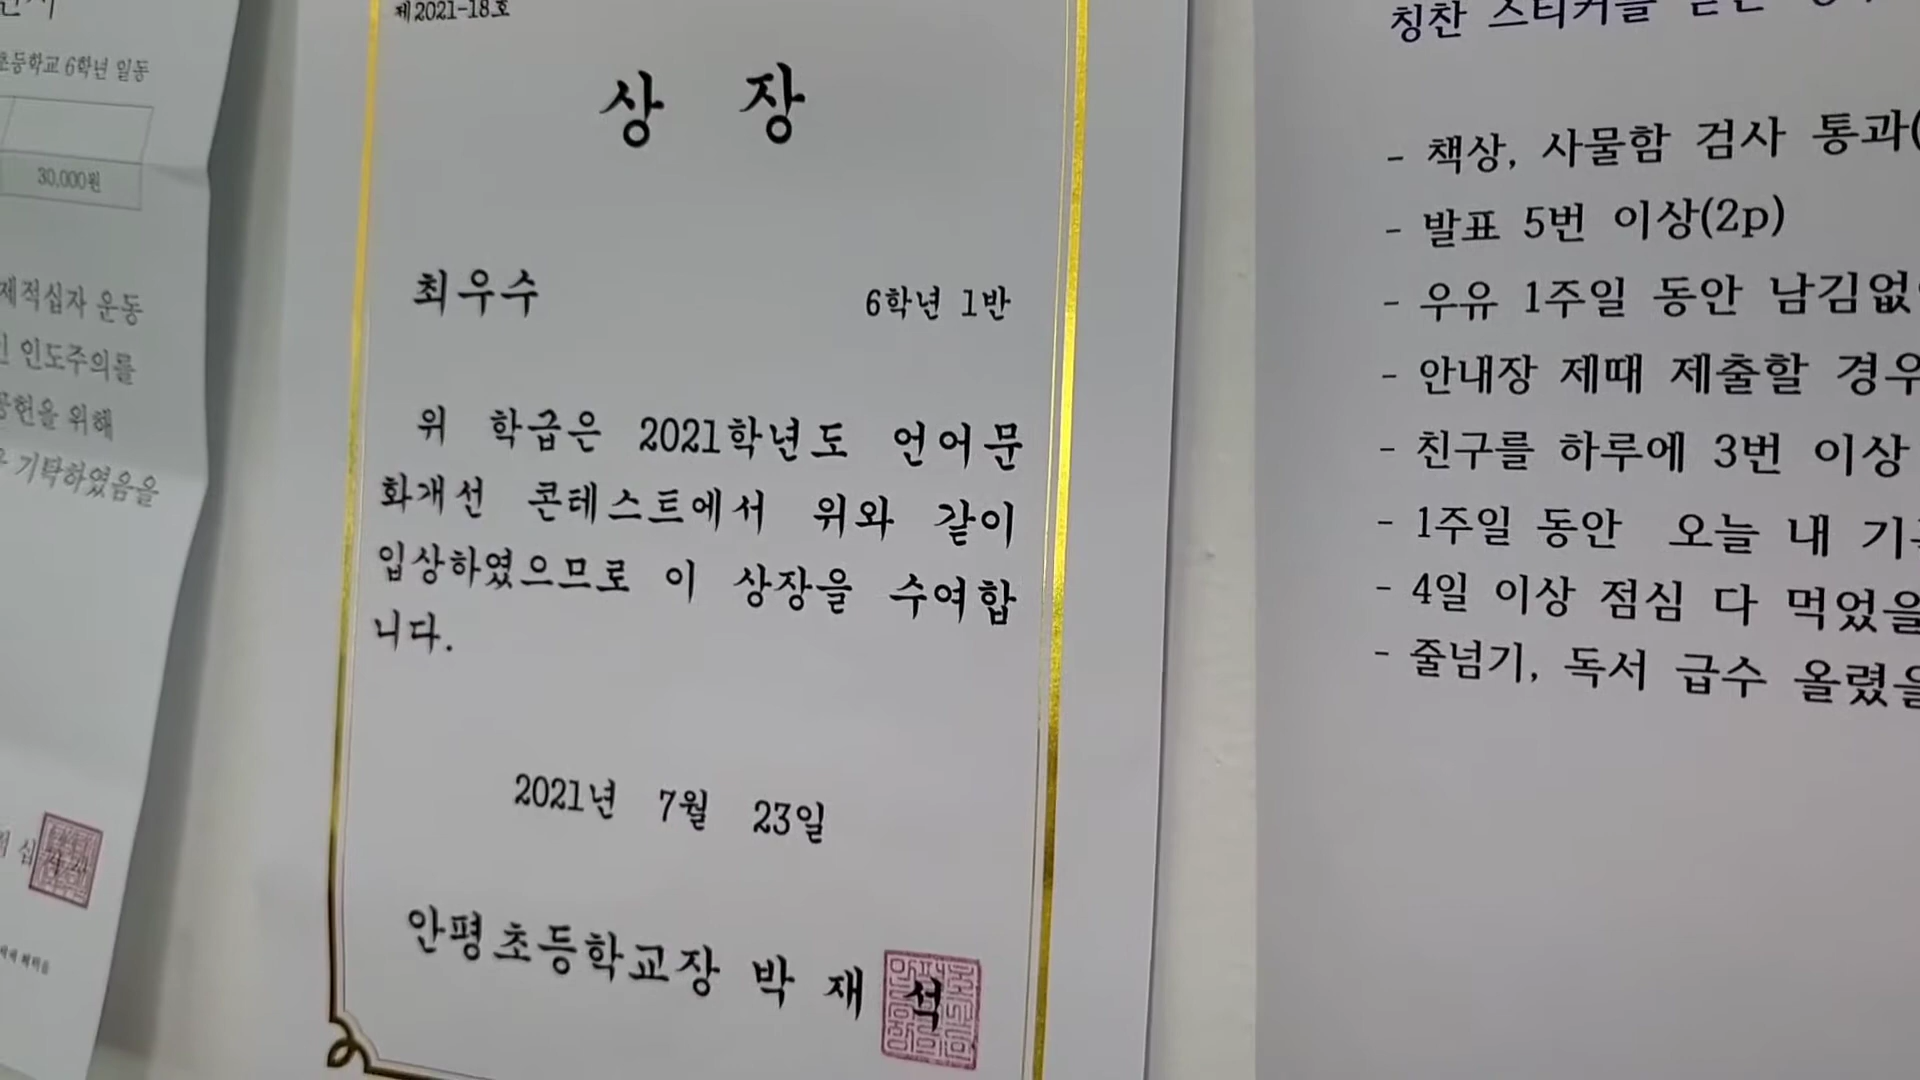 초등학교 6학년 일동
30,000원
제적십자 운동
인도주의를
공헌을 위해
기탁하였음을
제2021-18호
상 장
최우수 6학년 1반
위 학급은 2021학년도 언어문
화개선 콘테스트에서 위와 같이
입상하였으므로 이 상장을 수여합
니다.
2021년 7월 23일
안평초등학교장 박 재 석
칭찬 스티커를
- 책상, 사물함 검사 통과(
- 발표 5번 이상(2p)
- 우유 1주일 동안 남김없
- 안내장 제때 제출할 경우
- 친구를 하루에 3번 이상
- 1주일 동안 오늘 내 기
- 4일 이상 점심 다 먹었을
- 줄넘기, 독서 급수 올렸을